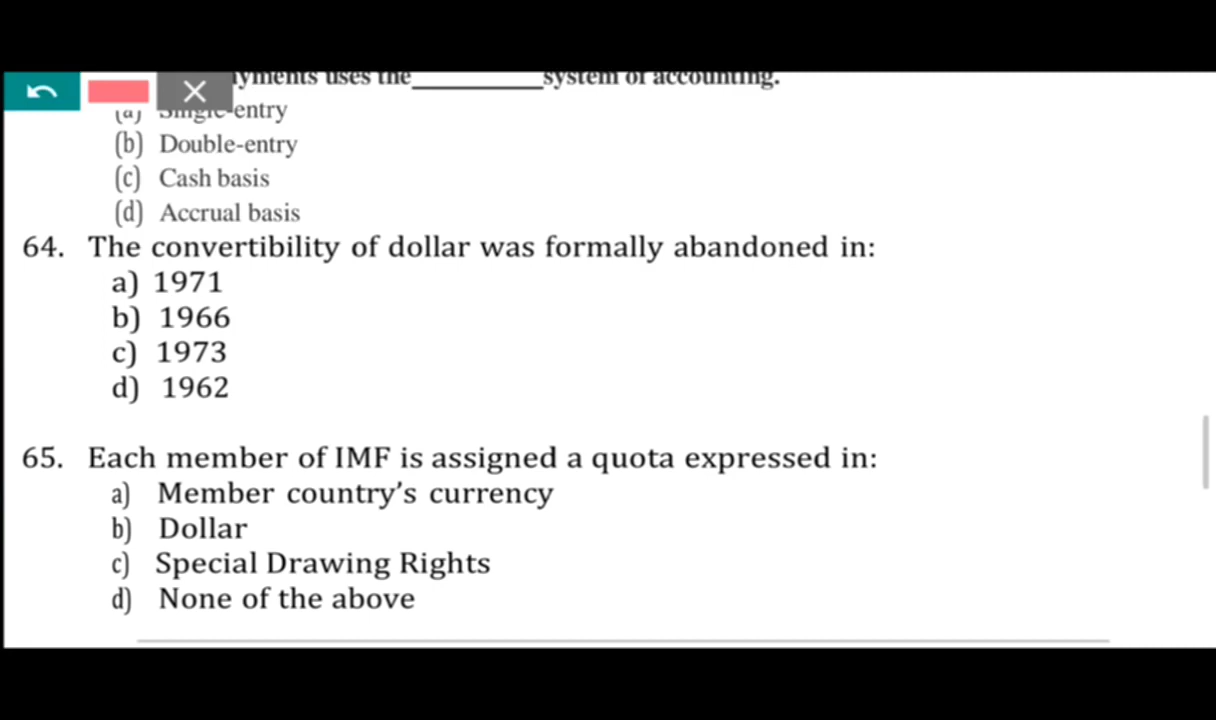 uses the__________system of accounting.
(a) Single-entry
(b) Double-entry
(c) Cash basis
(d) Accrual basis
64. The convertibility of dollar was formally abandoned in:
a) 1971
b) 1966
c) 1973
d) 1962
65. Each member of IMF is assigned a quota expressed in:
a) Member country's currency
b) Dollar
c) Special Drawing Rights
d) None of the above